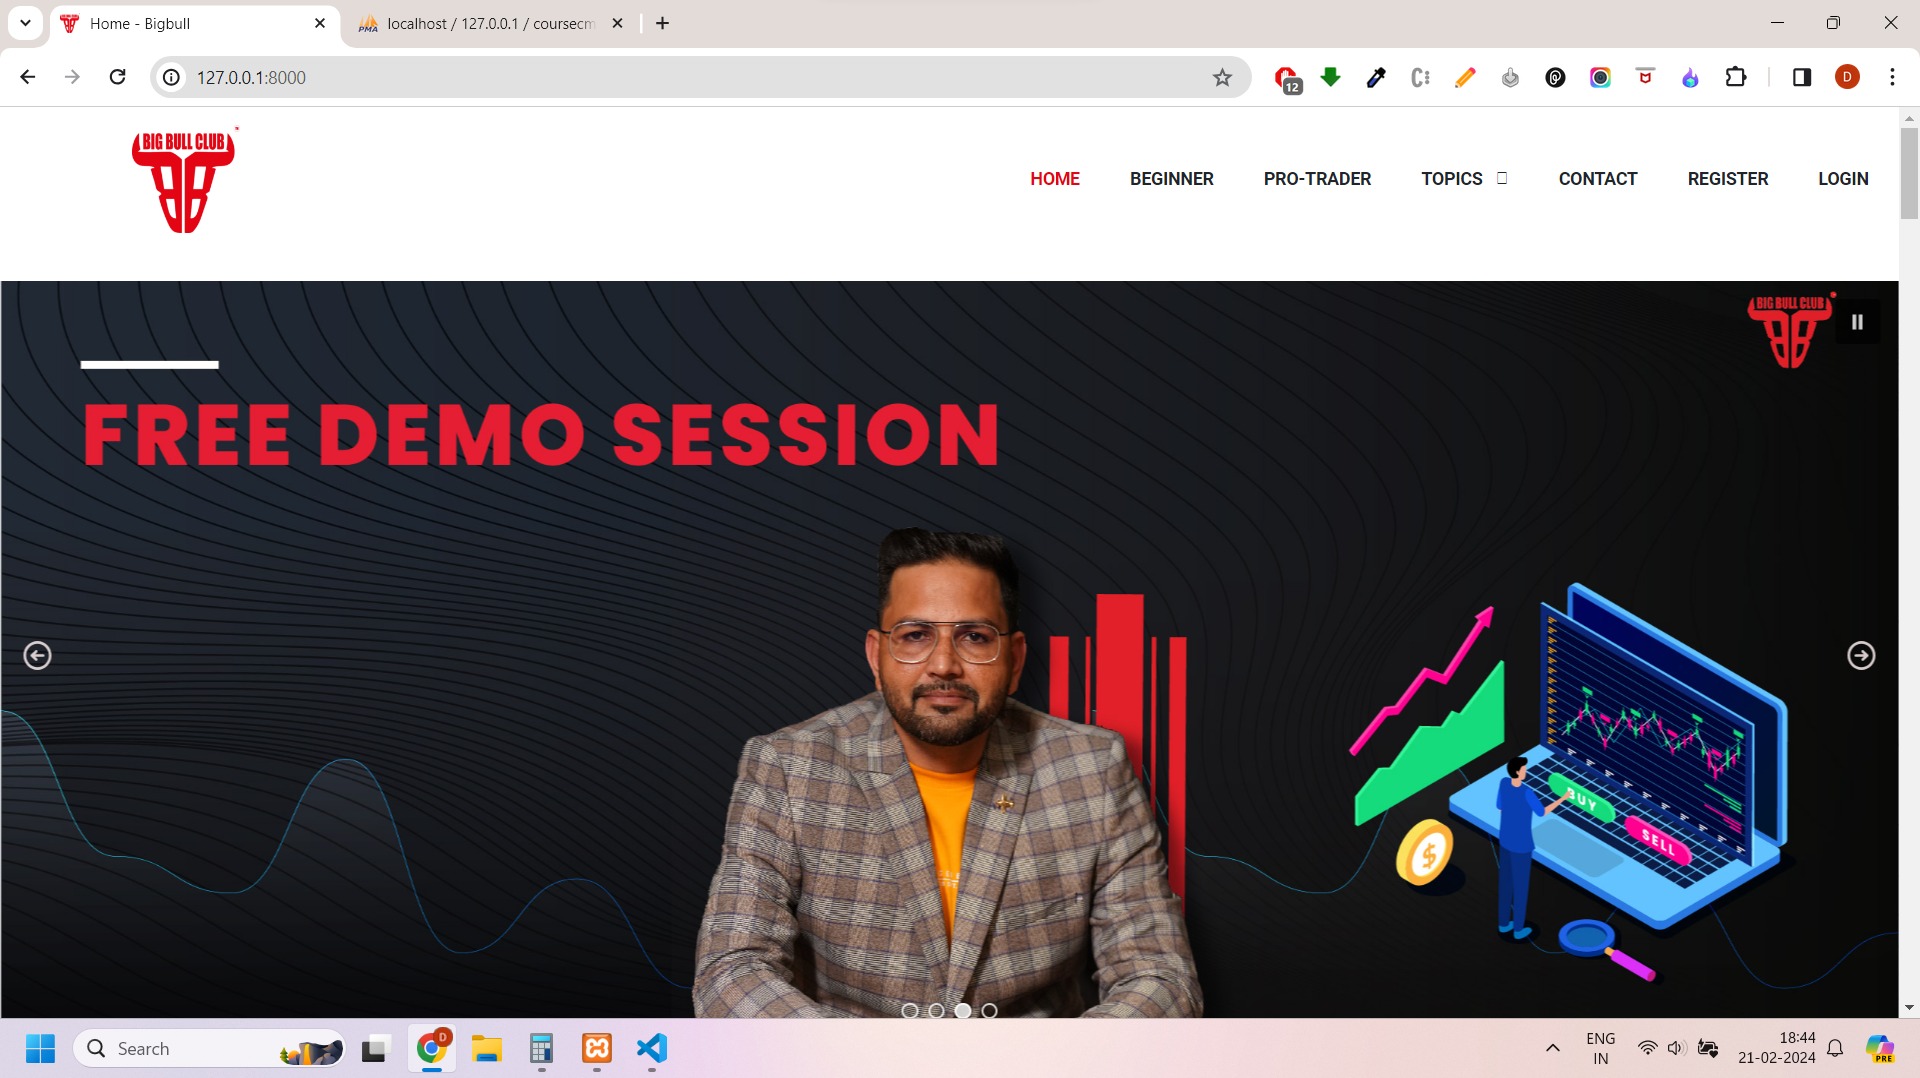 Home - Bigbull
localhost / 127.0.0.1 / coursecm
127.0.0.1:8000
12
D
BIG BULL CLUB
HOME
BEGINNER
PRO-TRADER
TOPICS
CONTACT
REGISTER
LOGIN
BIG BULL CLUB
FREE DEMO SESSION
BUY
SELL
$
Search
D
ENG
IN
18:44
21-02-2024
PRE